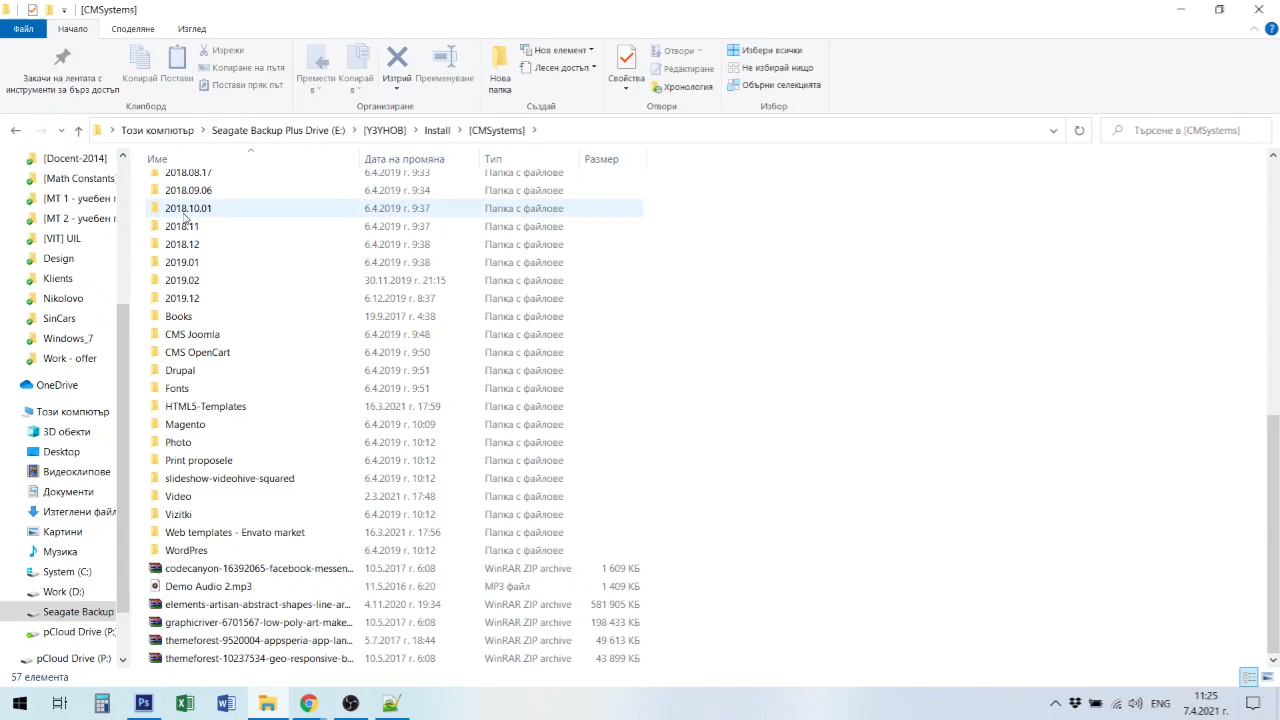 [CMSystems]
Файл Начало Споделяне Изглед
Закачи на лентата с инструменти за бърз достъп
Копирай
Постави
Изрежи
Копиране на пътя
Постави пряк път
Клипборд
Премести в
Копирай в
Изтрий
Преименуване
Организиране
Нова папка
Нов елемент
Лесен достъп
Създай
Свойства
Отвори
Редактиране
Хронология
Отвори
Избери всички
Не избирай нищо
Обърни селекцията
Избор
Този компютър > Seagate Backup Plus Drive (E:) > [УЗУНОВ] > Install > [CMSystems] >
Търсене в [CMSystems]
[Docent-2014]
[Math Constants
[МТ 1 - учебен п
[МТ 2 - учебен п
[VIT] UIL
Design
Klients
Nikolovo
SinCars
Windows_7
Work - offer
OneDrive
Този компютър
3D обекти
Desktop
Видеоклипове
Документи
Изтеглени файл
Картини
Музика
System (C:)
Work (D:)
Seagate Backup
pCloud Drive (P:
pCloud Drive (P:)
Име Дата на промяна Тип Размер
2018.08.17 6.4.2019 г. 9:33 Папка с файлове
2018.09.06 6.4.2019 г. 9:34 Папка с файлове
2018.10.01 6.4.2019 г. 9:37 Папка с файлове
2018.11 6.4.2019 г. 9:37 Папка с файлове
2018.12 6.4.2019 г. 9:38 Папка с файлове
2019.01 6.4.2019 г. 9:38 Папка с файлове
2019.02 30.11.2019 г. 21:15 Папка с файлове
2019.12 6.12.2019 г. 8:37 Папка с файлове
Books 19.9.2017 г. 4:38 Папка с файлове
CMS Joomla 6.4.2019 г. 9:48 Папка с файлове
CMS OpenCart 6.4.2019 г. 9:50 Папка с файлове
Drupal 6.4.2019 г. 9:51 Папка с файлове
Fonts 6.4.2019 г. 9:51 Папка с файлове
HTML5-Templates 16.3.2021 г. 17:59 Папка с файлове
Magento 6.4.2019 г. 10:09 Папка с файлове
Photo 6.4.2019 г. 10:12 Папка с файлове
Print proposele 6.4.2019 г. 10:12 Папка с файлове
slideshow-videohive-squared 6.4.2019 г. 10:12 Папка с файлове
Video 2.3.2021 г. 17:48 Папка с файлове
Vizitki 6.4.2019 г. 10:12 Папка с файлове
Web templates - Envato market 16.3.2021 г. 17:56 Папка с файлове
WordPres 6.4.2019 г. 10:12 Папка с файлове
codecanyon-16392065-facebook-messen... 10.5.2017 г. 6:08 WinRAR ZIP archive 1 609 КБ
Demo Audio 2.mp3 11.5.2016 г. 6:20 MP3 файл 1 409 КБ
elements-artisan-abstract-shapes-line-ar... 4.11.2020 г. 19:34 WinRAR ZIP archive 581 905 КБ
graphicriver-6701567-low-poly-art-make... 10.5.2017 г. 6:08 WinRAR ZIP archive 198 433 КБ
themeforest-9520004-appsperia-app-lan... 5.7.2017 г. 18:44 WinRAR ZIP archive 49 613 КБ
themeforest-10237534-geo-responsive-b... 10.5.2017 г. 6:08 WinRAR ZIP archive 43 899 КБ
57 елемента
Ps
ENG
11:25
7.4.2021 г.